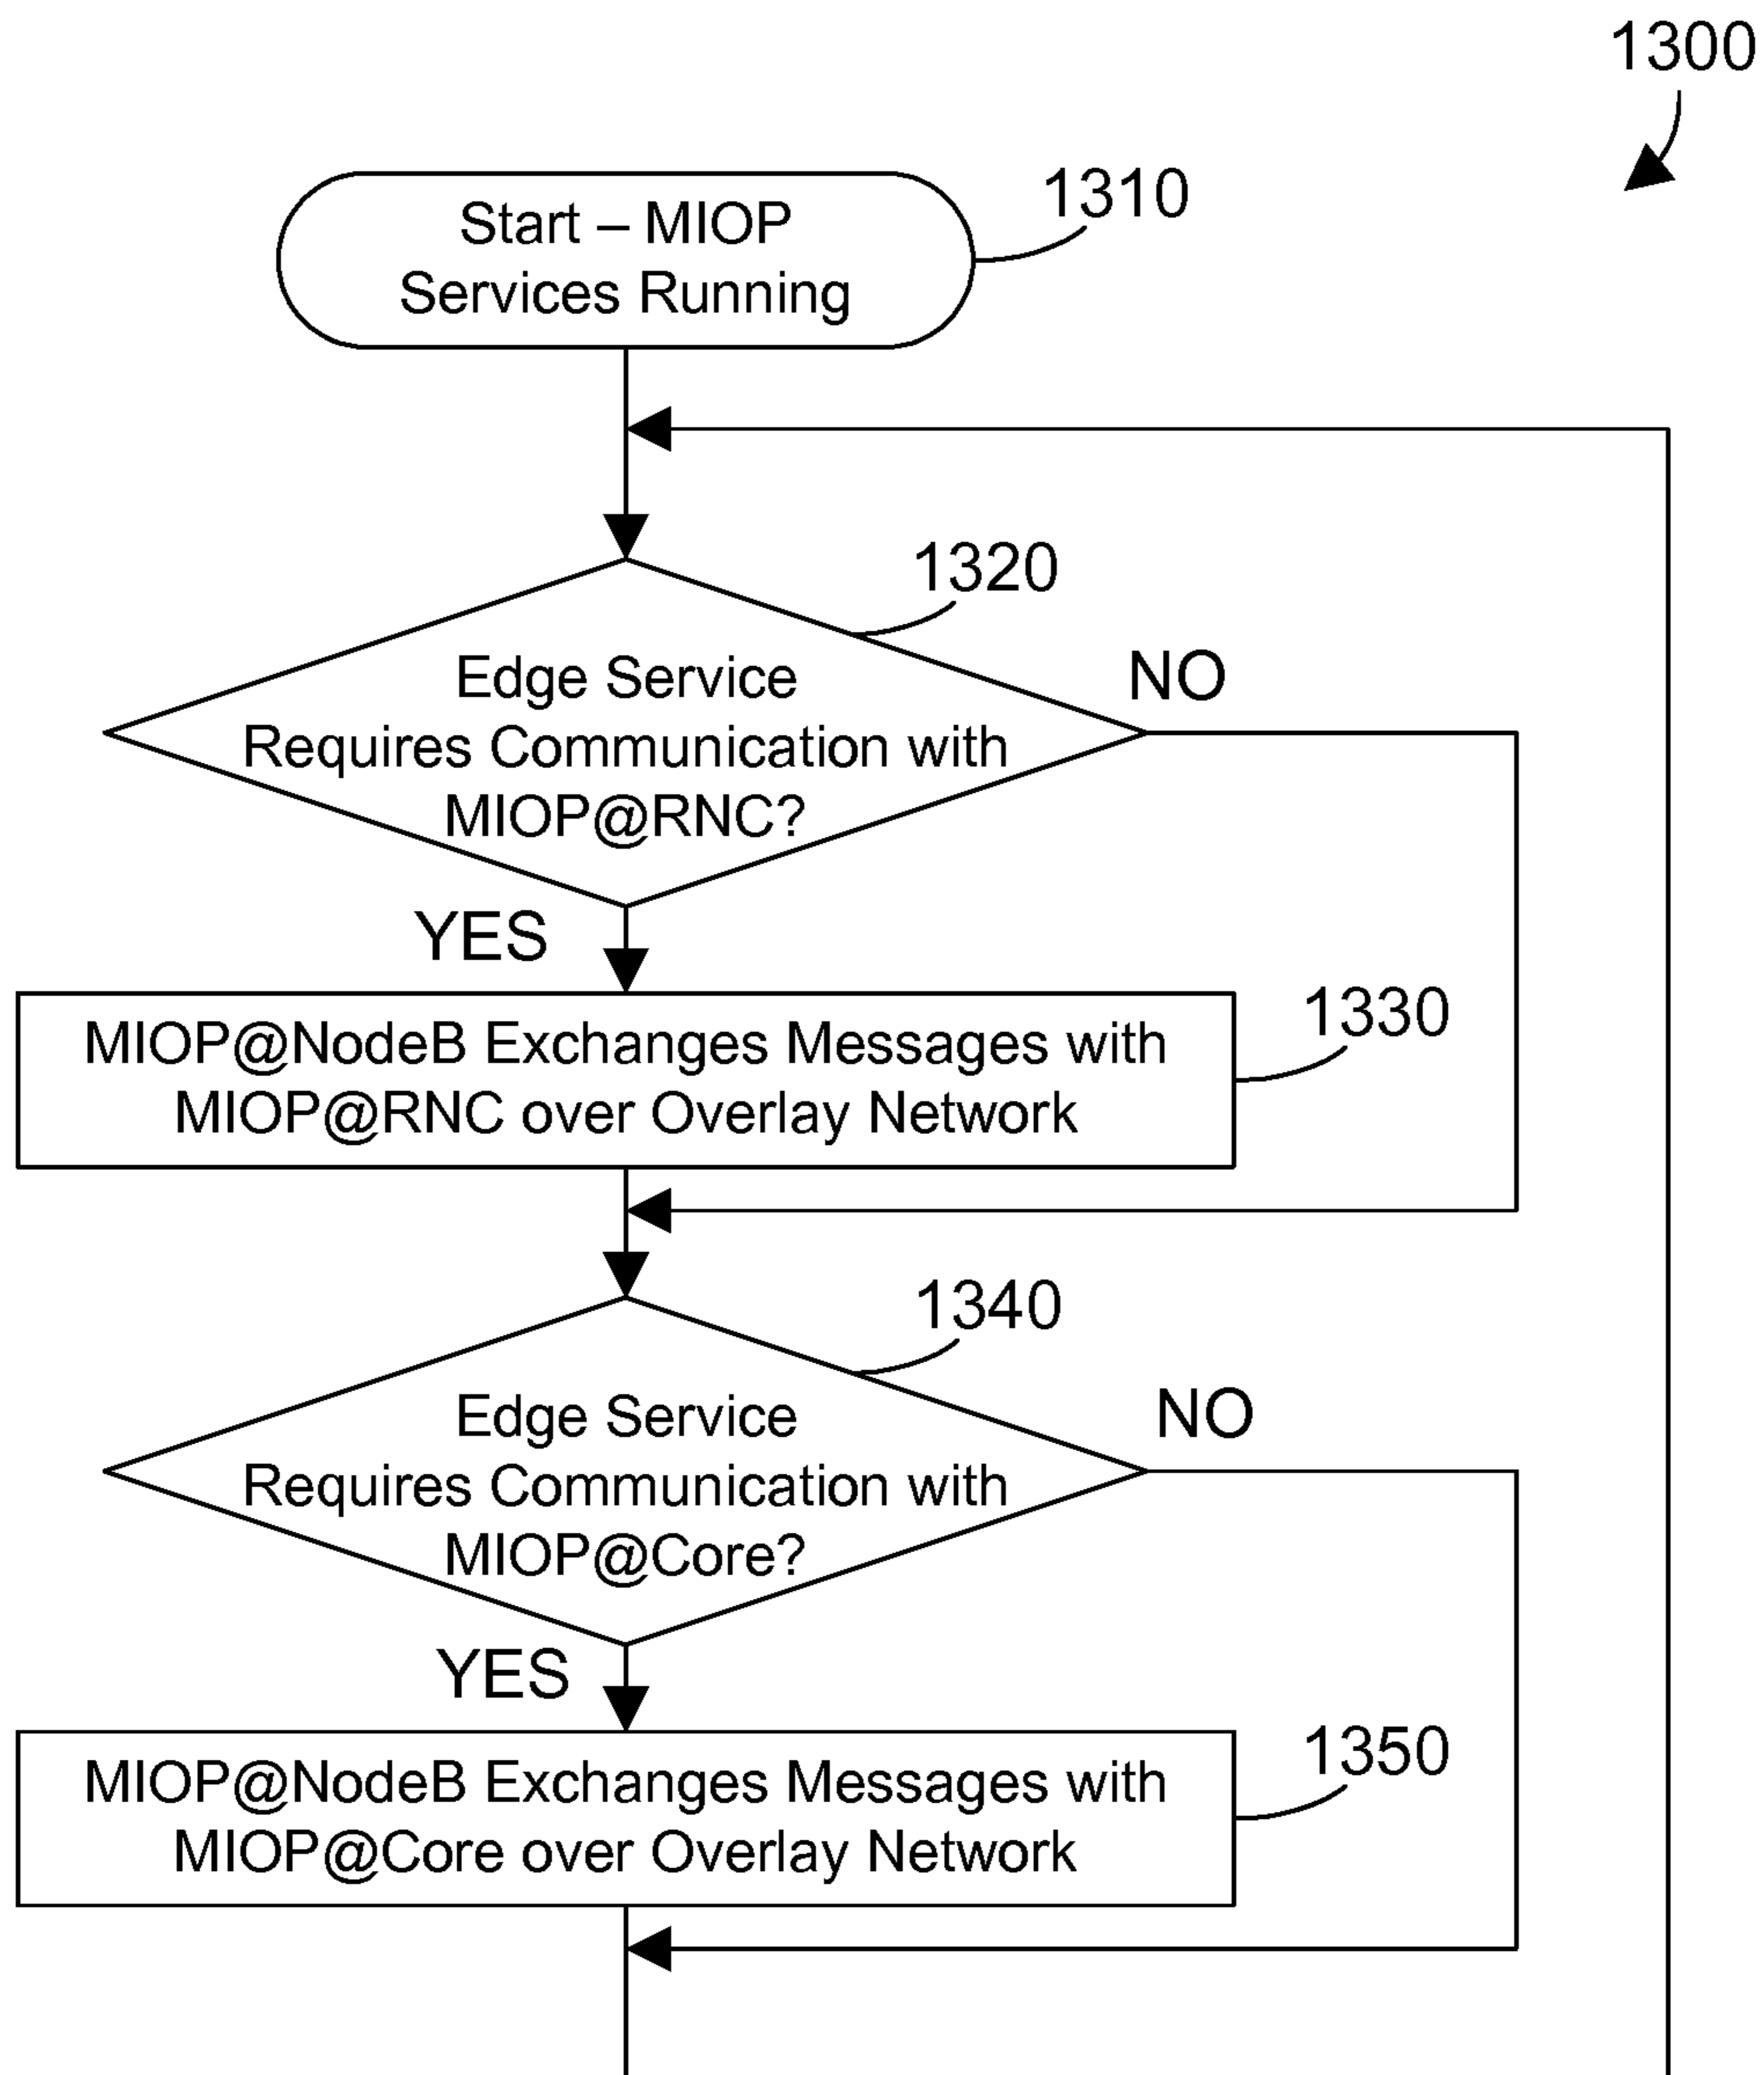 1300
Start – MIOP
Services Running
1310
1320
Edge Service
Requires Communication with
MIOP@RNC?
NO
YES
MIOP@NodeB Exchanges Messages with
MIOP@RNC over Overlay Network
1330
1340
Edge Service
Requires Communication with
MIOP@Core?
NO
YES
MIOP@NodeB Exchanges Messages with
MIOP@Core over Overlay Network
1350